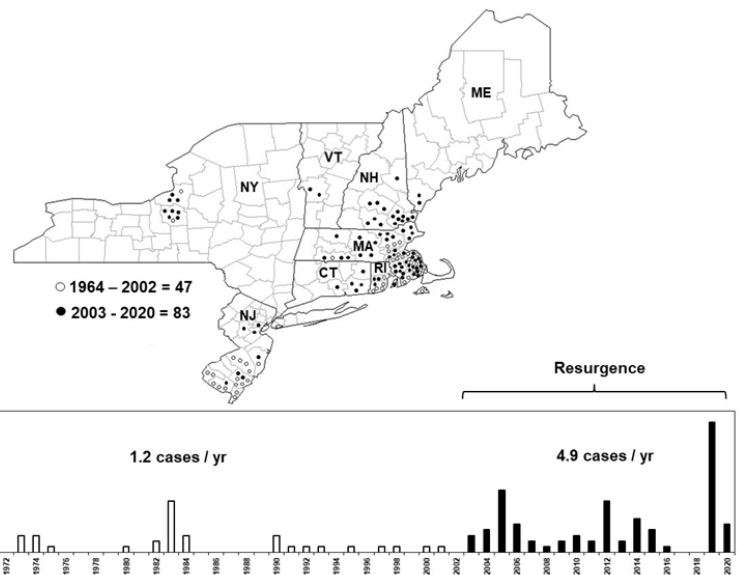 ME
VT
NH
NY
MA
CT
RI
1964 – 2002 = 47
2003 - 2020 = 83
NJ
Resurgence
1.2 cases / yr
4.9 cases / yr
1972
1974
1976
1978
1980
1982
1984
1986
1988
1990
1992
1994
1996
1998
2000
2002
2004
2006
2008
2010
2012
2014
2016
2018
2020